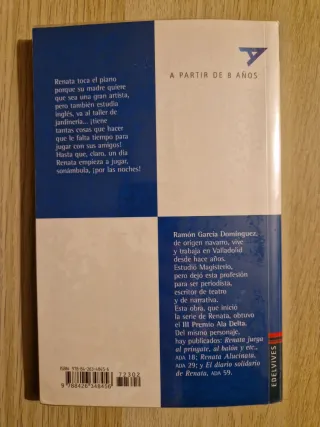 A PARTIR DE 8 AÑOS
Renata toca el piano
porque su madre quiere
que sea una gran artista,
pero también estudia
inglés, va al taller de
jardinería... ¡tiene
tantas cosas que hacer
que le falta tiempo para
jugar con sus amigos!
Hasta que, claro, un día
Renata empieza a jugar,
sonámbula, ¡por las noches!
Ramón García Domínguez,
de origen navarro, vive
y trabaja en Valladolid
desde hace años.
Estudió Magisterio,
pero dejó esta profesión
para ser periodista,
escritor de teatro
y de narrativa.
Esta obra, que inició
la serie de Renata, obtuvo
el III Premio Ala Delta.
Del mismo personaje,
hay publicados: Renata juega
al pringate, al balón y etc.,
ADA 18; Renata Alucinata,
ADA 29; y El diario solidario
de Renata, ADA 59.
EDELVIVES
72302